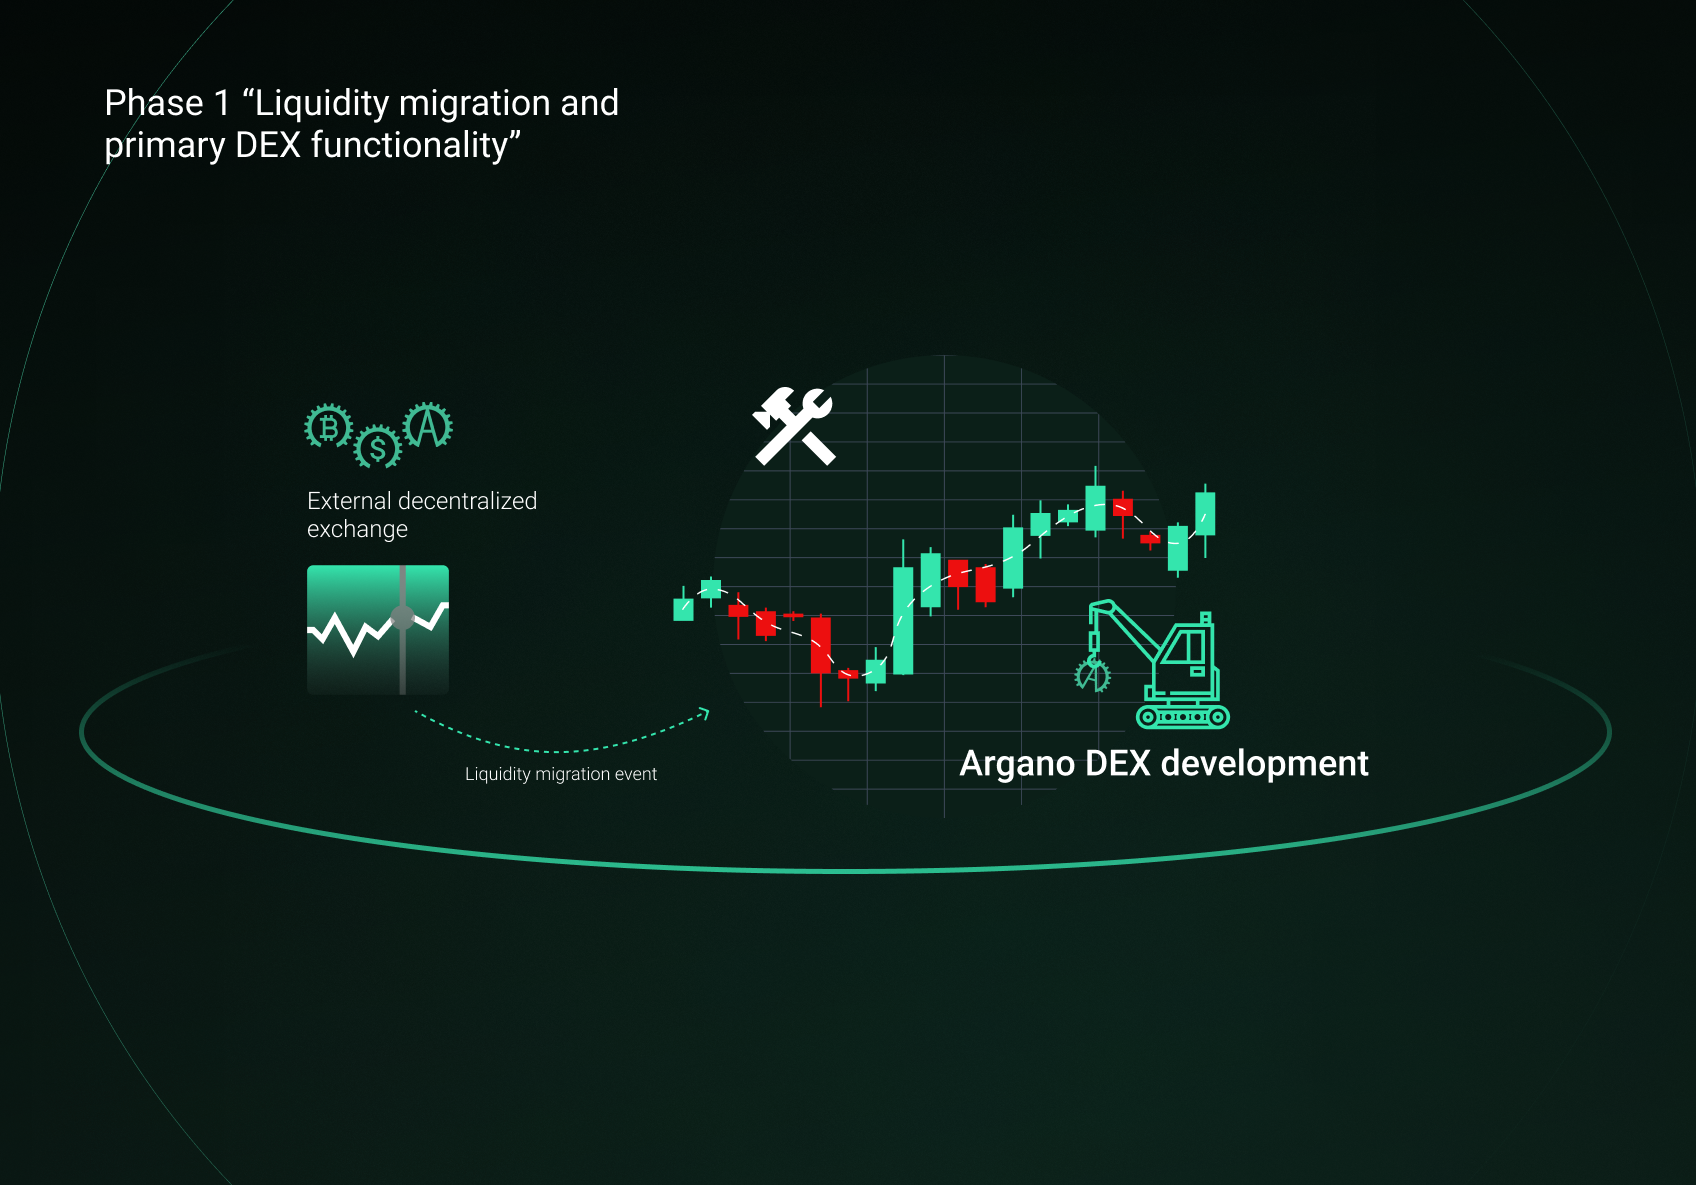 Phase 1 “Liquidity migration and
primary DEX functionality”
External decentralized
exchange
Liquidity migration event
Argano DEX development